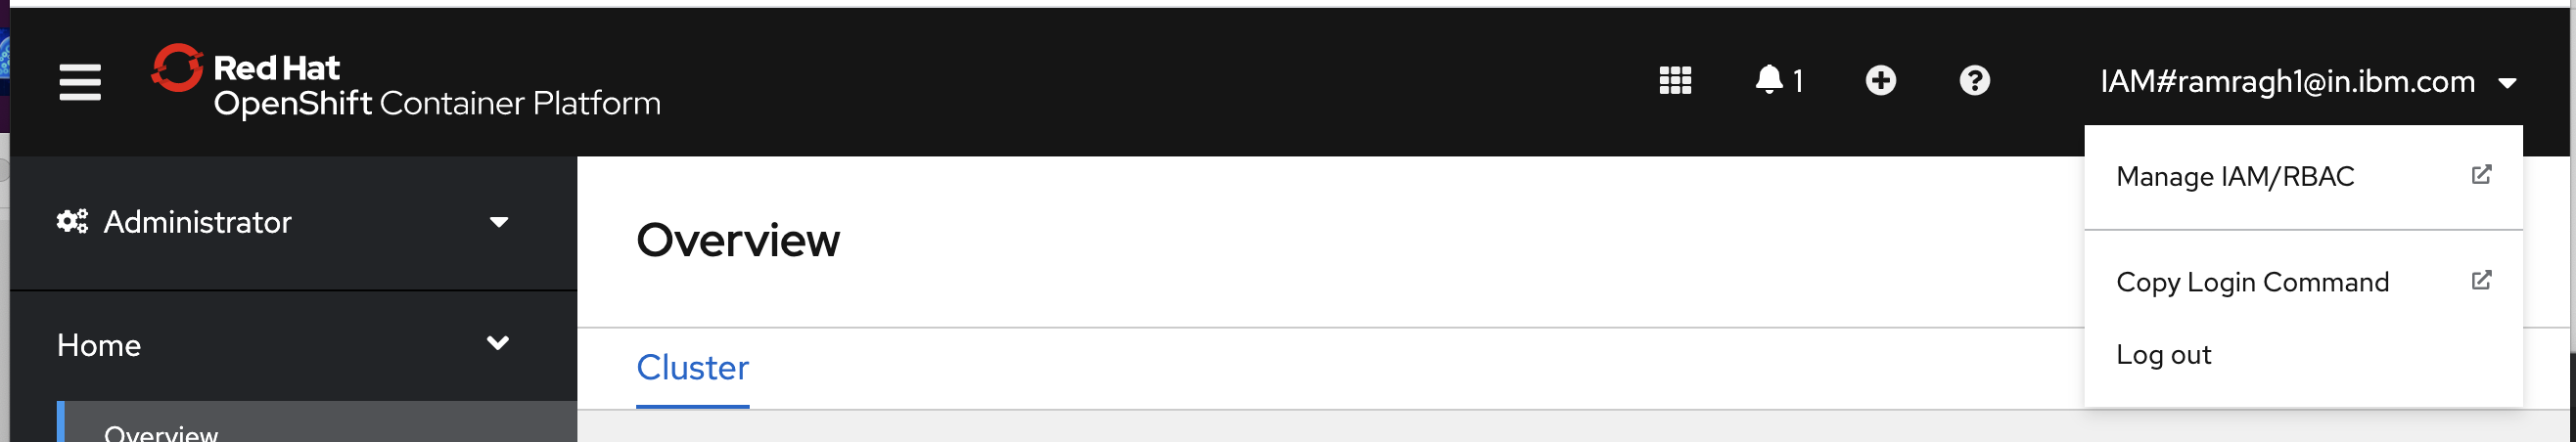 Red Hat
OpenShift Container Platform
1
IAM#ramragh1@in.ibm.com
Manage IAM/RBAC
Copy Login Command
Log out
Administrator
Home
Overview
Overview
Cluster